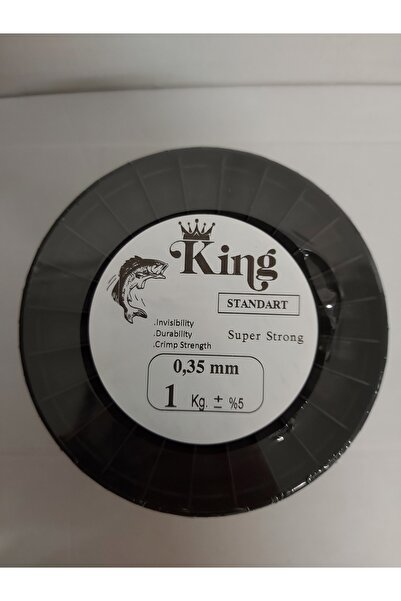 King
STANDART
.Invisibility
.Durability
.Crimp Strength
Super Strong
0,35 mm
1 Kg. ± %5